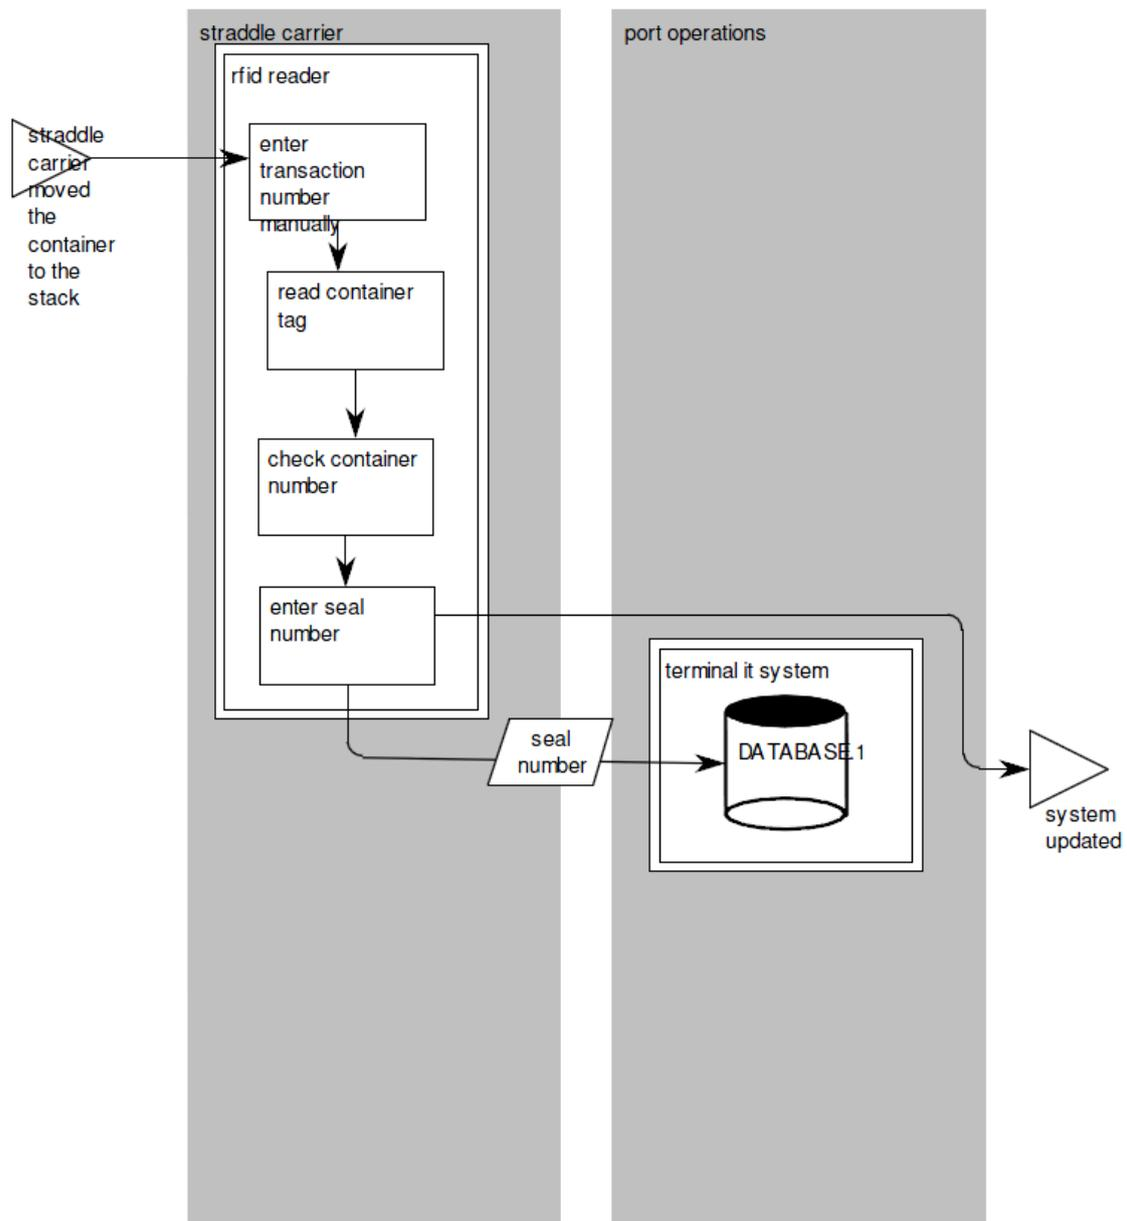 straddle carrier
port operations
rfid reader
straddle
carrier
moved
the
container
to the
stack
enter
transaction
number
manually
read container
tag
check container
number
enter seal
number
seal
number
terminal it system
DATABASE.1
system
updated